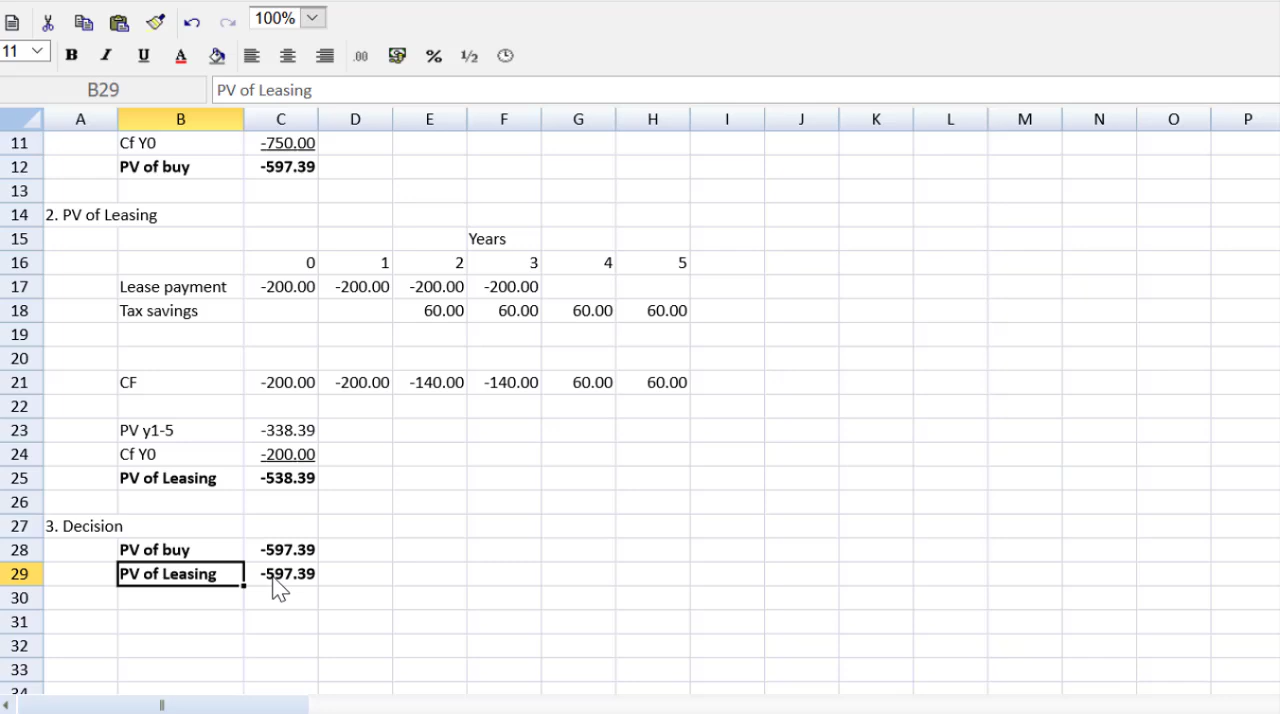 100%
11 B I U A .00 % ½
B29 PV of Leasing
A B C D E F G H I J K L M N O P
11 Cf Y0 -750.00
12 PV of buy -597.39
13
14 2. PV of Leasing
15 Years
16 0 1 2 3 4 5
17 Lease payment -200.00 -200.00 -200.00 -200.00
18 Tax savings 60.00 60.00 60.00 60.00
19
20
21 CF -200.00 -200.00 -140.00 -140.00 60.00 60.00
22
23 PV y1-5 -338.39
24 Cf Y0 -200.00
25 PV of Leasing -538.39
26
27 3. Decision
28 PV of buy -597.39
29 PV of Leasing -597.39
30
31
32
33
34